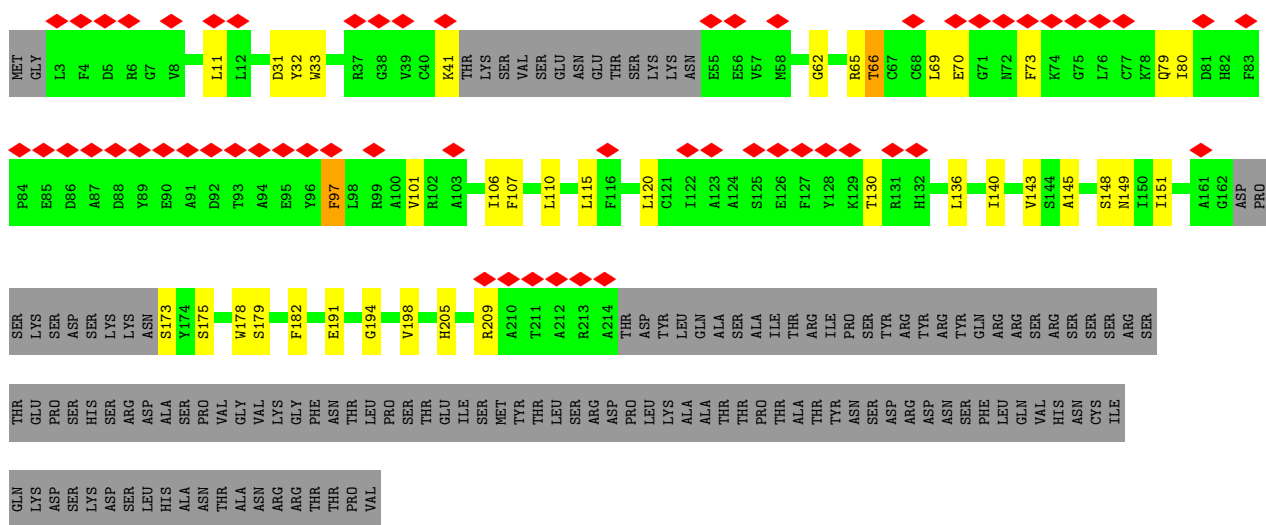 MET GLY L3 F4 D5 R6 G7 V8 L11 L12 D31 Y32 W33 R37 G38 V39 C40 K41 THR LYS SER VAL SER GLU ASN GLU THR SER LYS LYS ASN E55 E56 V57 M58 G62 R65 T66 C67 C68 L69 E70 G71 N72 F73 K74 G75 L76 C77 K78 Q79 I80 D81 H82 F83
P84 E85 D86 A87 D88 Y89 E90 A91 D92 T93 A94 E95 Y96 F97 L98 R99 A100 V101 R102 A103 I106 F107 L110 L115 F116 L120 C121 I122 A123 A124 S125 E126 F127 Y128 K129 T130 R131 H132 L136 I140 V143 S144 A145 S148 N149 I150 I151 A161 G162 ASP PRO
SER LYS SER ASP SER LYS LYS ASN S173 Y174 S175 W178 S179 F182 E191 G194 V198 H205 R209 A210 T211 A212 R213 A214 THR ASP TYR LEU GLN ALA SER ALA ILE THR ARG ILE PRO SER TYR ARG TYR ARG TYR GLN ARG ARG SER ARG SER SER SER ARG SER
THR GLU PRO SER HIS SER ARG ASP ALA SER PRO VAL GLY VAL LYS GLY PHE ASN THR LEU PRO SER THR GLU ILE SER MET TYR THR LEU SER ARG ASP PRO LEU LYS ALA ALA THR THR PRO THR ALA THR TYR ASN SER ASP ARG ASP ASN SER PHE LEU GLN VAL HIS ASN CYS ILE
GLN LYS ASP SER LYS ASP SER LEU HIS ALA ASN THR ALA ASN ARG ARG THR THR PRO VAL